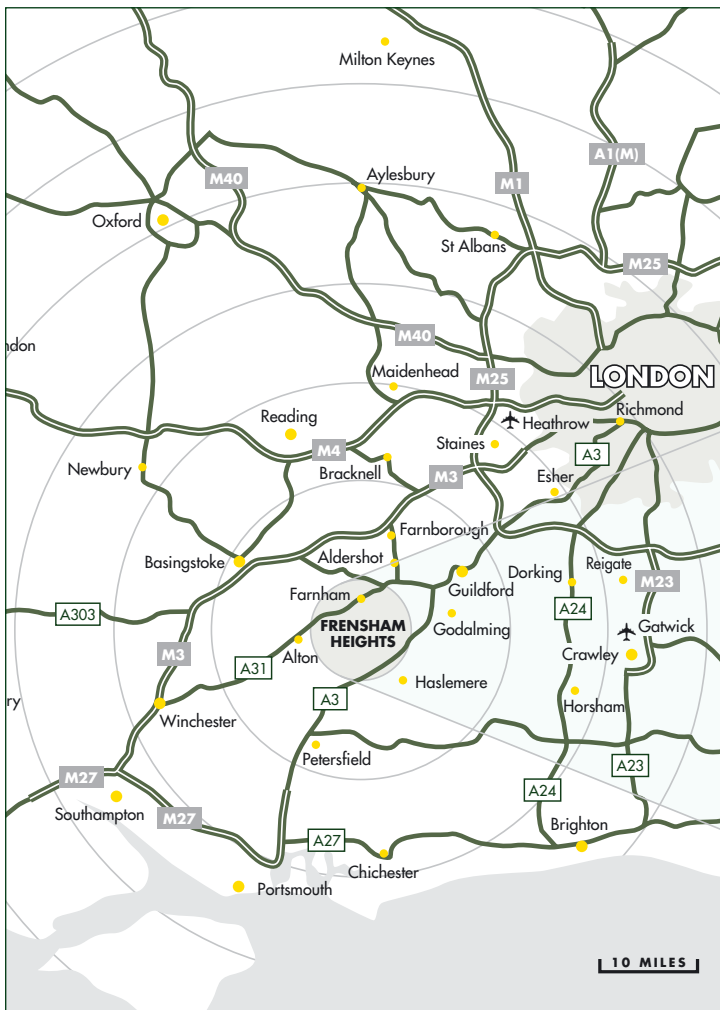 Milton Keynes
A1(M)
M40
Aylesbury
M1
Oxford
St Albans
M25
M40
ndon
Maidenhead
M25
LONDON
Reading
Heathrow
Richmond
M4
Staines
A3
Newbury
Bracknell
M3
Esher
Farnborough
Basingstoke
Aldershot
Dorking
Reigate
Guildford
M23
Farnham
A303
A24
FRENSHAM
HEIGHTS
Godalming
Gatwick
M3
Alton
A31
Crawley
Haslemere
A3
Horsham
ry
Winchester
Petersfield
A23
M27
A24
Southampton
M27
Brighton
A27
Chichester
Portsmouth
10 MILES